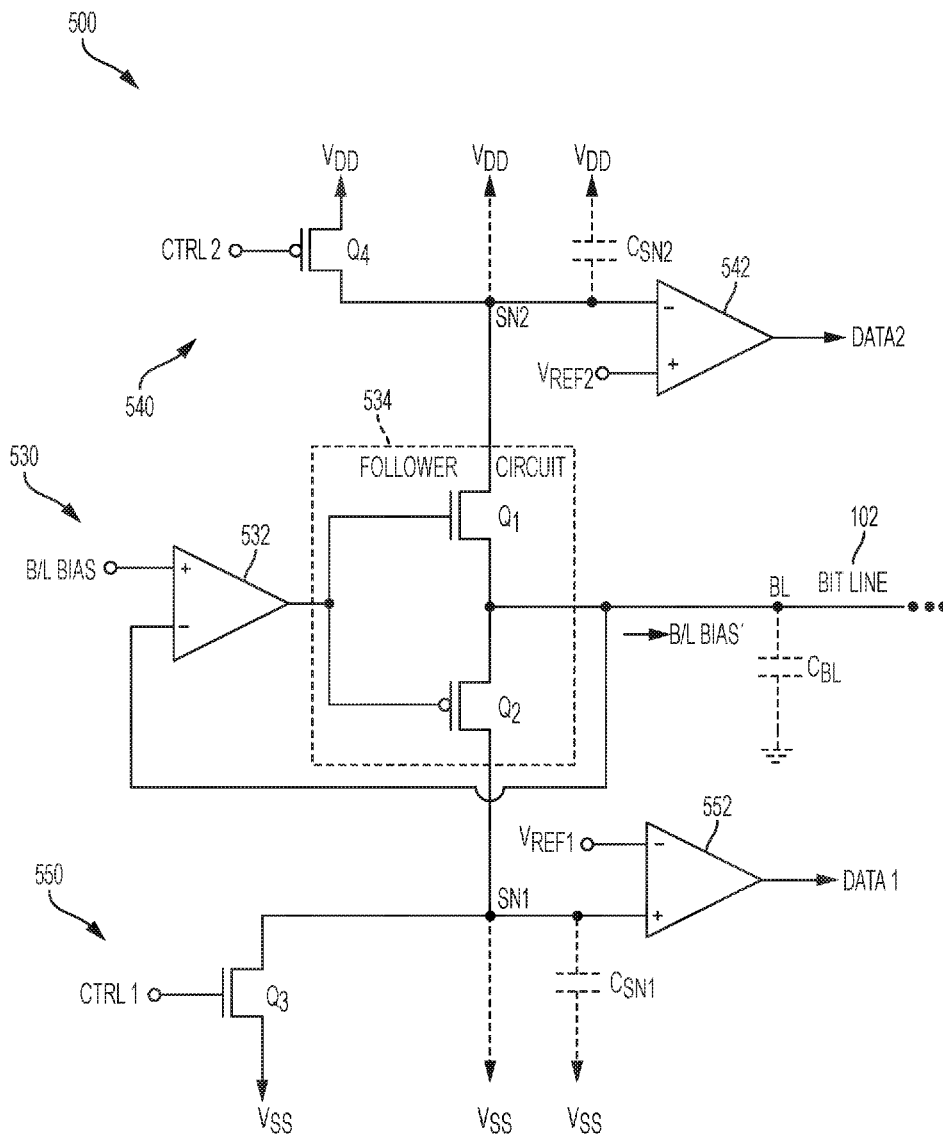 500
VDD
VDD
VDD
CTRL 2
Q4
CSN2
542
SN2
DATA2
VREF2
540
534
530
FOLLOWER CIRCUIT
102
532
Q1
B/L BIAS
BL
BIT LINE
B/L BIAS'
CBL
Q2
552
VREF1
550
DATA 1
SN1
CTRL 1
Q3
CSN1
VSS
VSS
VSS